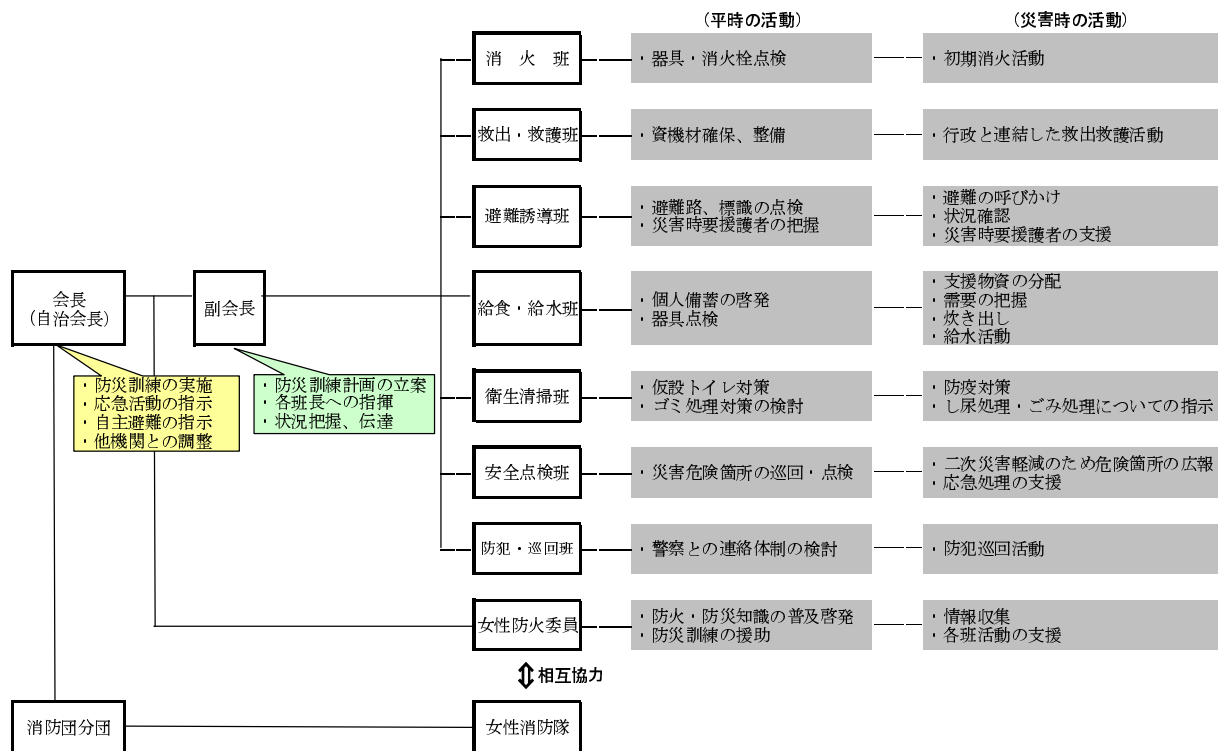 (平時の活動)
(災害時の活動)
消 火 班
・器具・消火栓点検
・初期消火活動
救出・救護班
・資機材確保、整備
・行政と連結した救出救護活動
避難誘導班
・避難路、標識の点検
・災害時要援護者の把握
・避難の呼びかけ
・状況確認
・災害時要援護者の支援
会長
(自治会長)
副会長
給食・給水班
・個人備蓄の啓発
・器具点検
・支援物資の分配
・需要の把握
・炊き出し
・給水活動
・防災訓練の実施
・応急活動の指示
・自主避難の指示
・他機関との調整
・防災訓練計画の立案
・各班長への指揮
・状況把握、伝達
衛生清掃班
・仮設トイレ対策
・ゴミ処理対策の検討
・防疫対策
・し尿処理・ごみ処理についての指示
安全点検班
・災害危険箇所の巡回・点検
・二次災害軽減のため危険箇所の広報
・応急処理の支援
防犯・巡回班
・警察との連絡体制の検討
・防犯巡回活動
女性防火委員
・防火・防災知識の普及啓発
・防災訓練の援助
・情報収集
・各班活動の支援
相互協力
消防団分団
女性消防隊